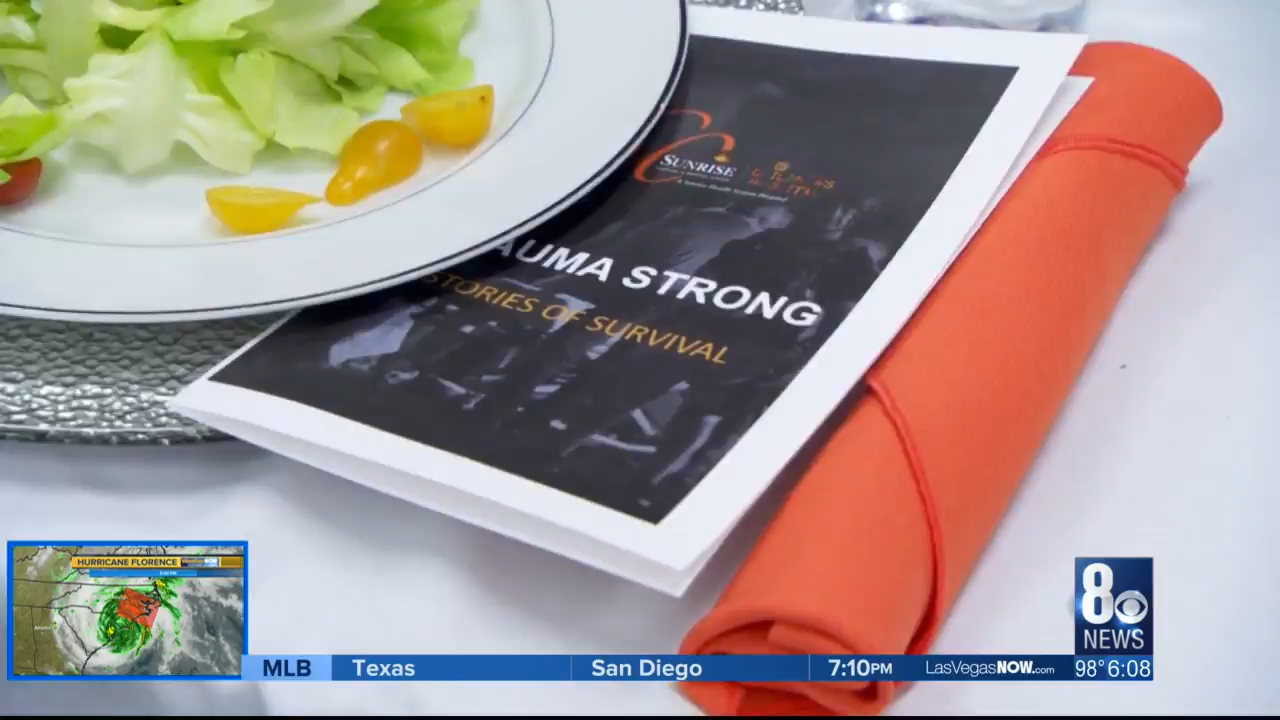 SUNRISE
AUMA STRONG
STORIES OF SURVIVAL
HURRICANE FLORENCE
8
NEWS
MLB Texas San Diego 7:10PM LasVegasNOW.com 98° 6:08